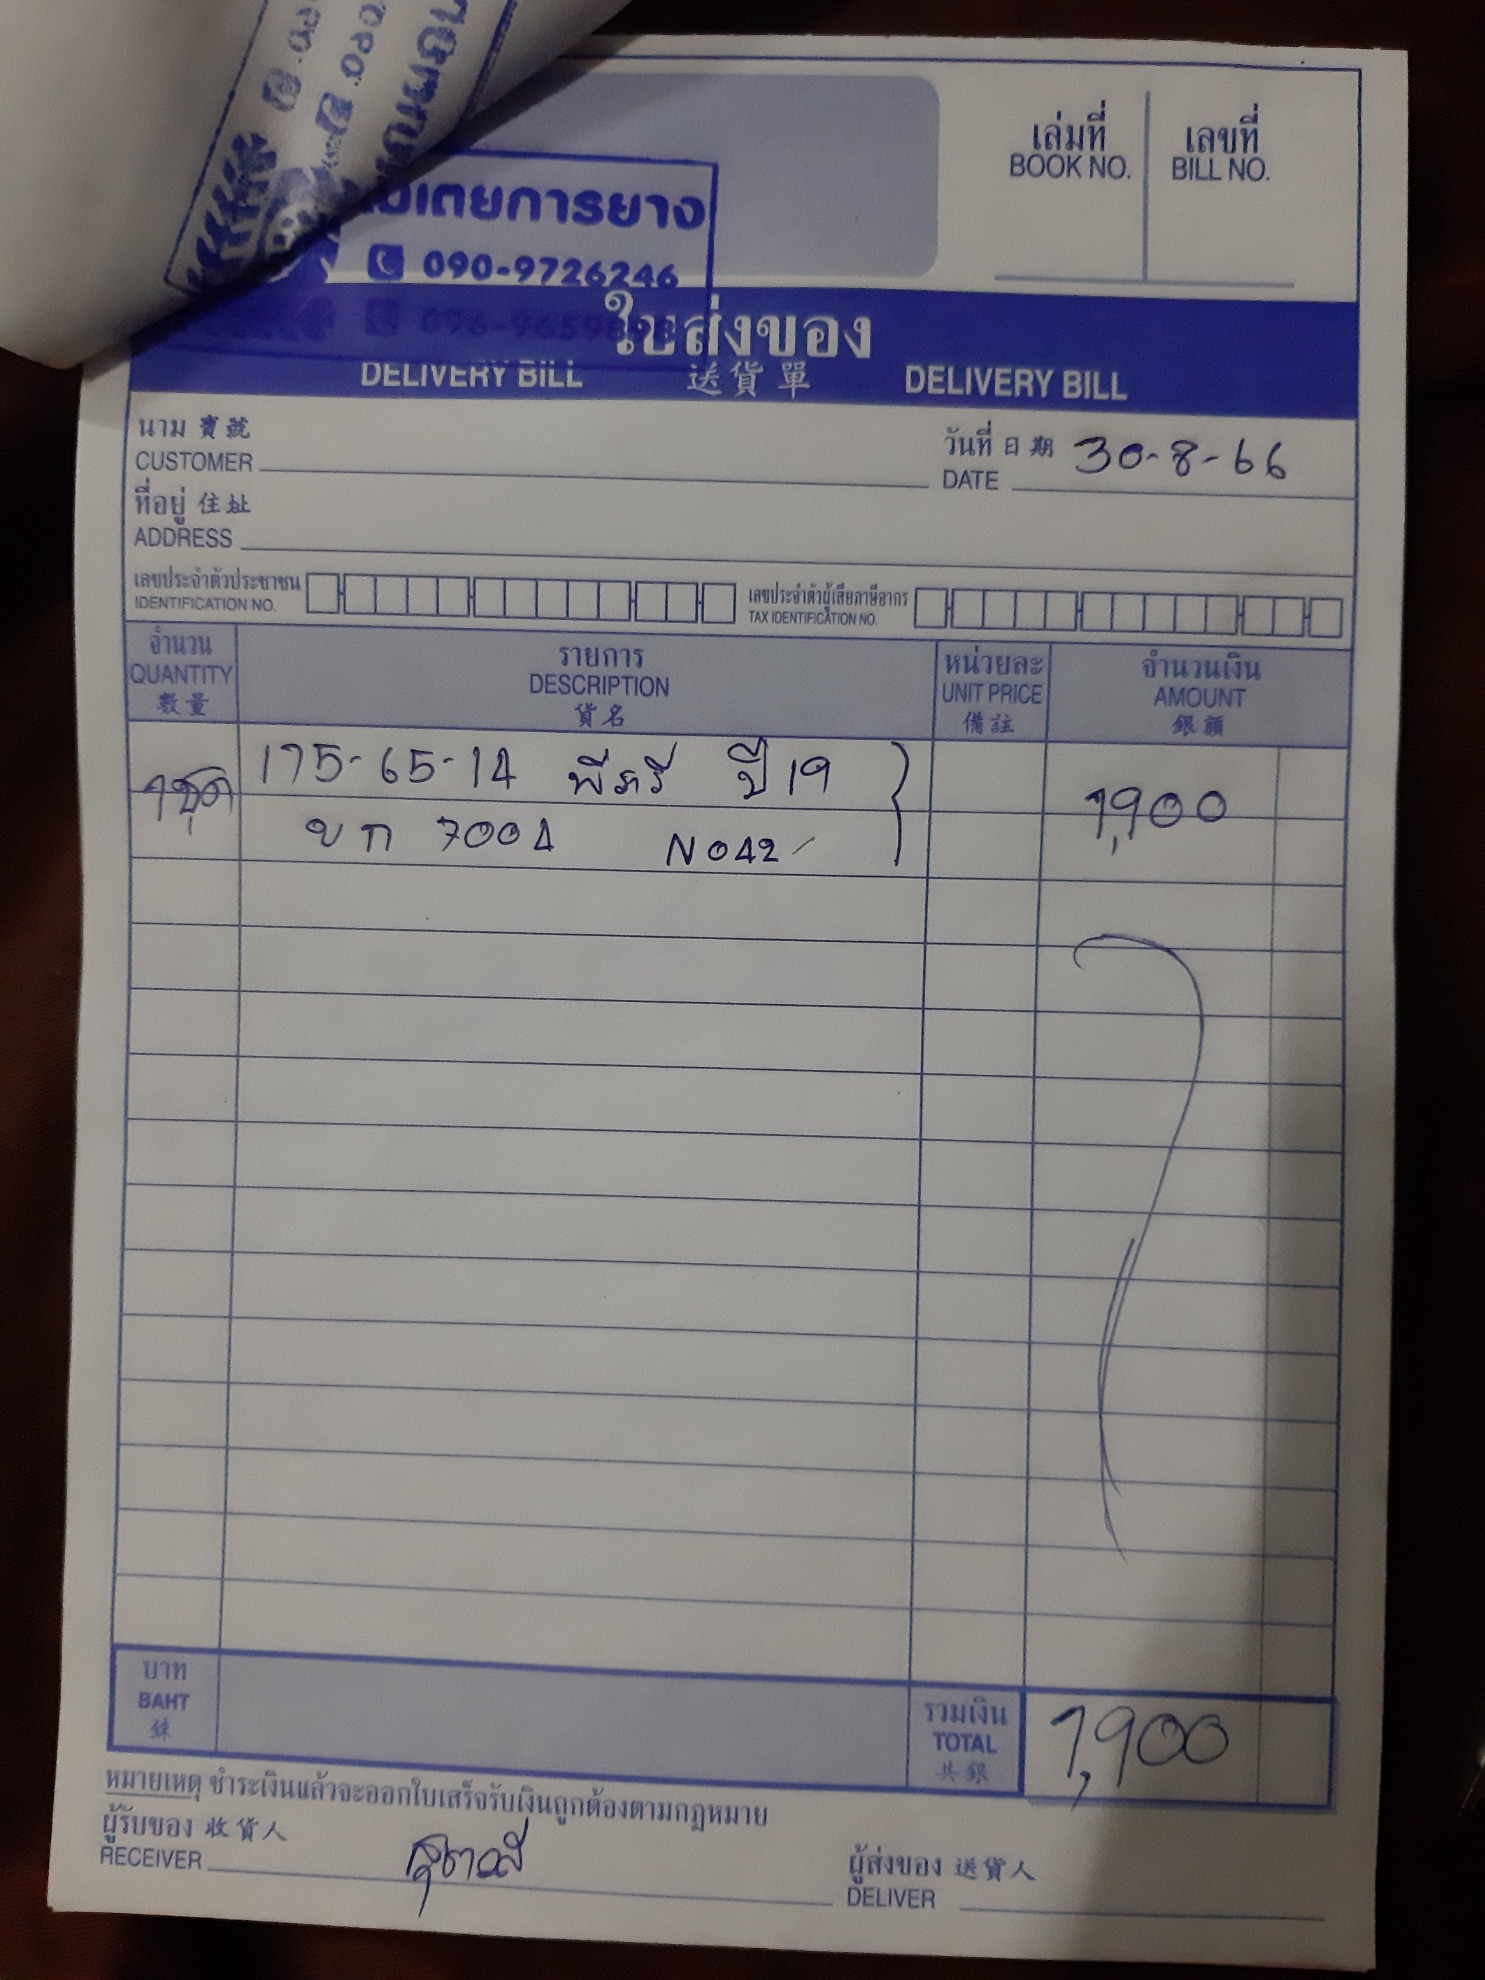 เตยการยาง
090-9726246
เล่มที่
BOOK NO.
เลขที่
BILL NO.
ใบส่งของ
DELIVERY BILL 送貨單 DELIVERY BILL
นาม 寶號
CUSTOMER
วันที่ 日期 30-8-66
DATE
ที่อยู่ 住址
ADDRESS
เลขประจำตัวประชาชน
IDENTIFICATION NO.
เลขประจำตัวผู้เสียภาษีอากร
TAX IDENTIFICATION NO.
จำนวน รายการ หน่วยละ จำนวนเงิน
QUANTITY DESCRIPTION UNIT PRICE AMOUNT
數量 貨名 備註 銀額
1ชุด 175-65-14 ปี 19 1,900
ขก 7004 N042
บาท
BAHT
銖
รวมเงิน
TOTAL
共銀
1,900
หมายเหตุ ชำระเงินแล้วจะออกใบเสร็จรับเงินถูกต้องตามกฎหมาย
ผู้รับของ 收貨人
RECEIVER
ผู้ส่งของ 送貨人
DELIVER